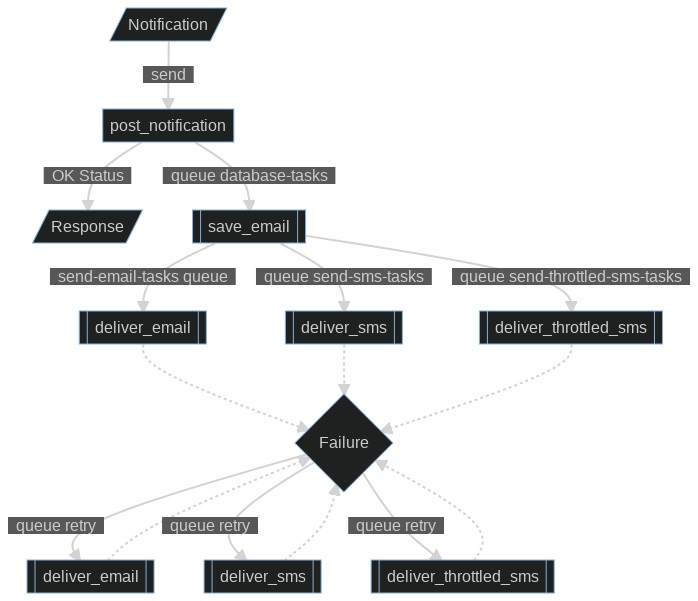 Notification
send
post_notification
OK Status
queue database-tasks
Response
save_email
send-email-tasks queue
queue send-sms-tasks
queue send-throttled-sms-tasks
deliver_email
deliver_sms
deliver_throttled_sms
Failure
queue retry
queue retry
queue retry
deliver_email
deliver_sms
deliver_throttled_sms